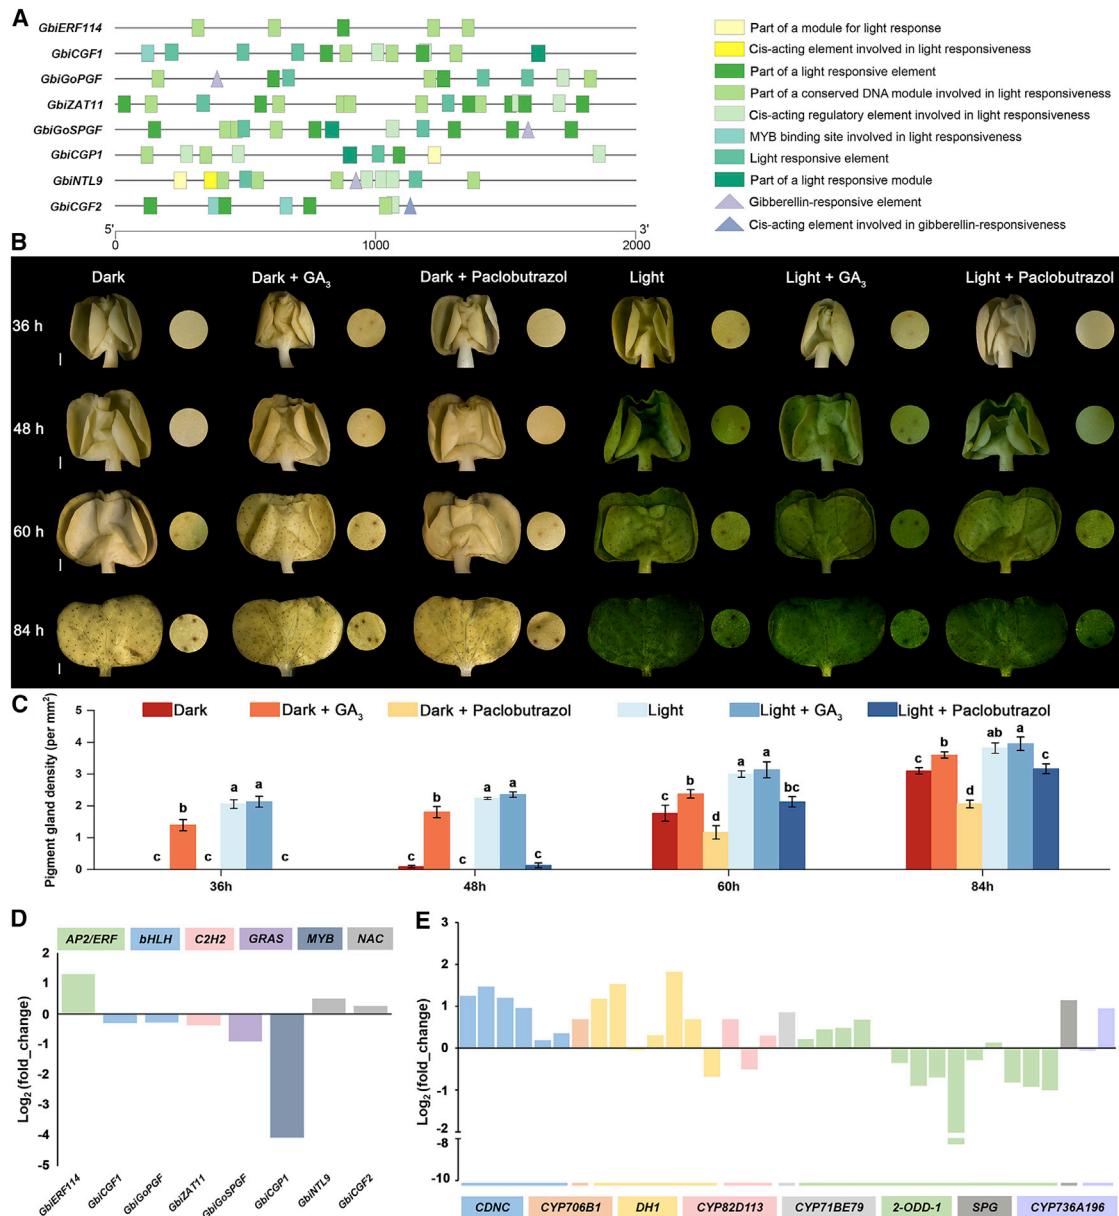 A
GbiERF114
GbiCGF1
GbiGoPGF
GbiZAT11
GbiGoSPGF
GbiCGP1
GbiNTL9
GbiCGF2
5'
3'
0
1000
2000
Part of a module for light response
Cis-acting element involved in light responsiveness
Part of a light responsive element
Part of a conserved DNA module involved in light responsiveness
Cis-acting regulatory element involved in light responsiveness
MYB binding site involved in light responsiveness
Light responsive element
Part of a light responsive module
Gibberellin-responsive element
Cis-acting element involved in gibberellin-responsiveness
B
Dark
Dark + GA3
Dark + Paclobutrazol
Light
Light + GA3
Light + Paclobutrazol
36 h
48 h
60 h
84 h
C
Dark
Dark + GA3
Dark + Paclobutrazol
Light
Light + GA3
Light + Paclobutrazol
Pigment gland density (per mm²)
5
4
3
2
1
0
c b c a a c
c b c a a c
c b d a a bc
c b d ab a c
36h
48h
60h
84h
D
AP2/ERF
bHLH
C2H2
GRAS
MYB
NAC
Log2 (fold_change)
2
1
0
-1
-2
-3
-4
-5
GbiERF114
GbiCGF1
GbiGoPGF
GbiZAT11
GbiGoSPGF
GbiCGP1
GbiNTL9
GbiCGF2
E
Log2 (fold_change)
3
2
1
0
-1
-2
-8
-10
CDNC
CYP706B1
DH1
CYP82D113
CYP71BE79
2-ODD-1
SPG
CYP736A196